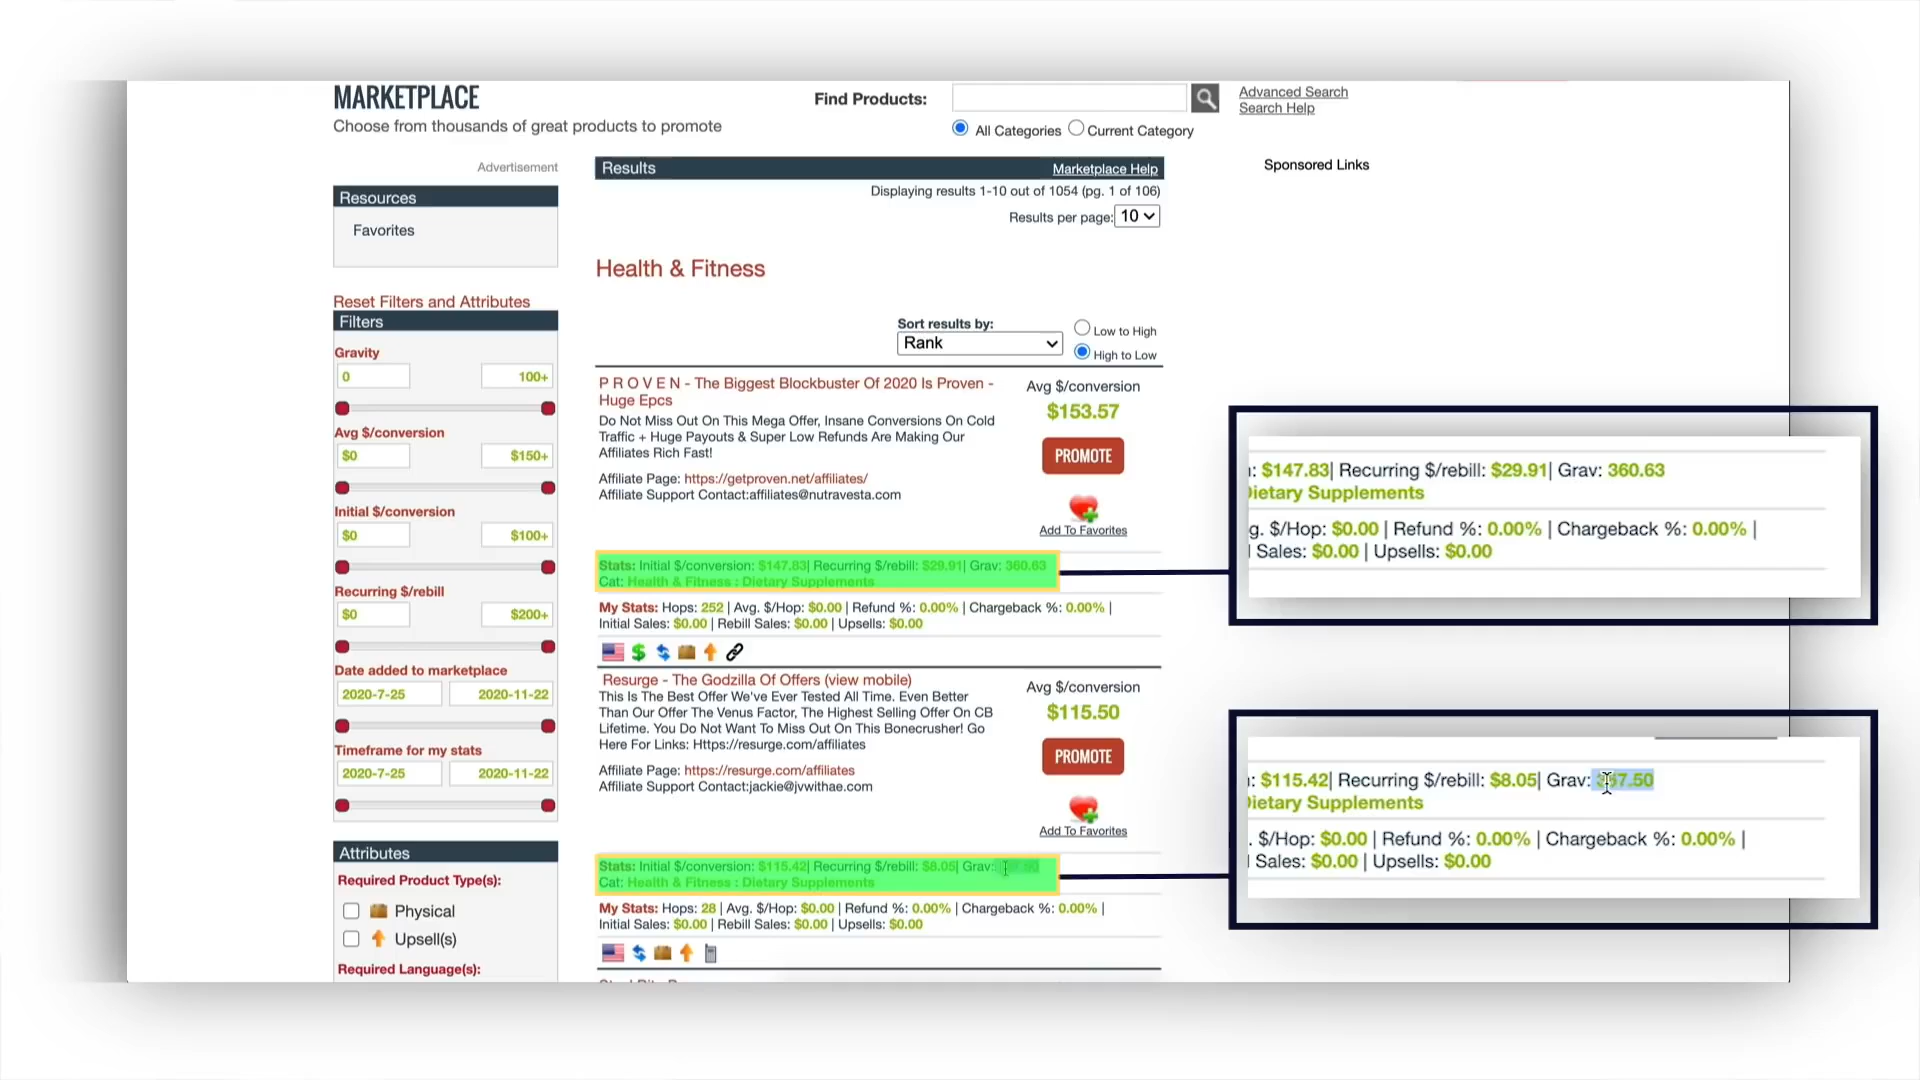 MARKETPLACE
Choose from thousands of great products to promote
Find Products:
All Categories Current Category
Advanced Search
Search Help
Advertisement
Resources
Favorites
Reset Filters and Attributes
Filters
Gravity
0 100+
Avg $/conversion
$0 $150+
Initial $/conversion
$0 $100+
Recurring $/rebill
$0 $200+
Date added to marketplace
2020-7-25 2020-11-22
Timeframe for my stats
2020-7-25 2020-11-22
Attributes
Required Product Type(s):
Physical
Upsell(s)
Required Language(s):
Results Marketplace Help
Displaying results 1-10 out of 1054 (pg. 1 of 106)
Results per page: 10
Health & Fitness
Sort results by:
Rank
Low to High
High to Low
P R O V E N - The Biggest Blockbuster Of 2020 Is Proven -
Huge Epcs
Do Not Miss Out On This Mega Offer, Insane Conversions On Cold
Traffic + Huge Payouts & Super Low Refunds Are Making Our
Affiliates Rich Fast!
Affiliate Page: https://getproven.net/affiliates/
Affiliate Support Contact:affiliates@nutravesta.com
Avg $/conversion
$153.57
PROMOTE
Add To Favorites
Stats: Initial $/conversion: $147.83| Recurring $/rebill: $29.91| Grav: 360.63
Cat: Health & Fitness : Dietary Supplements
My Stats: Hops: 252 | Avg. $/Hop: $0.00 | Refund %: 0.00% | Chargeback %: 0.00% |
Initial Sales: $0.00 | Rebill Sales: $0.00 | Upsells: $0.00
Resurge - The Godzilla Of Offers (view mobile)
This Is The Best Offer We've Ever Tested All Time. Even Better
Than Our Offer The Venus Factor, The Highest Selling Offer On CB
Lifetime. You Do Not Want To Miss Out On This Bonecrusher! Go
Here For Links: Https://resurge.com/affiliates
Affiliate Page: https://resurge.com/affiliates
Affiliate Support Contact:jackie@jvwithae.com
Avg $/conversion
$115.50
PROMOTE
Add To Favorites
Stats: Initial $/conversion: $115.42| Recurring $/rebill: $8.05| Grav:
Cat: Health & Fitness : Dietary Supplements
My Stats: Hops: 28 | Avg. $/Hop: $0.00 | Refund %: 0.00% | Chargeback %: 0.00% |
Initial Sales: $0.00 | Rebill Sales: $0.00 | Upsells: $0.00
Sponsored Links
: $147.83| Recurring $/rebill: $29.91| Grav: 360.63
Dietary Supplements
g. $/Hop: $0.00 | Refund %: 0.00% | Chargeback %: 0.00% |
l Sales: $0.00 | Upsells: $0.00
: $115.42| Recurring $/rebill: $8.05| Grav:
Dietary Supplements
. $/Hop: $0.00 | Refund %: 0.00% | Chargeback %: 0.00% |
l Sales: $0.00 | Upsells: $0.00